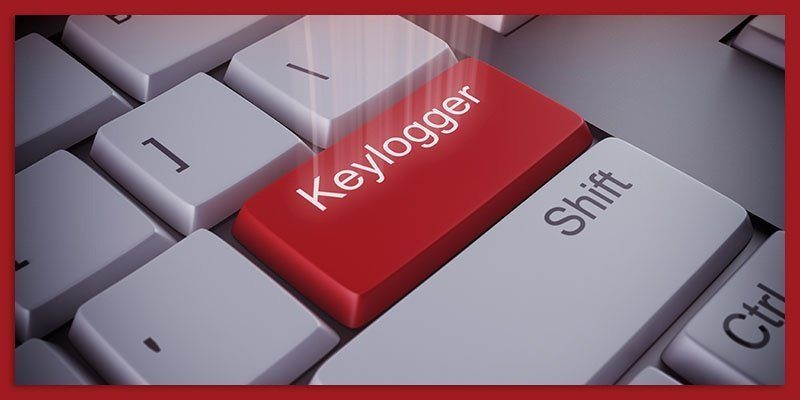 \
]
Keylogger
Shift
'
Ctrl